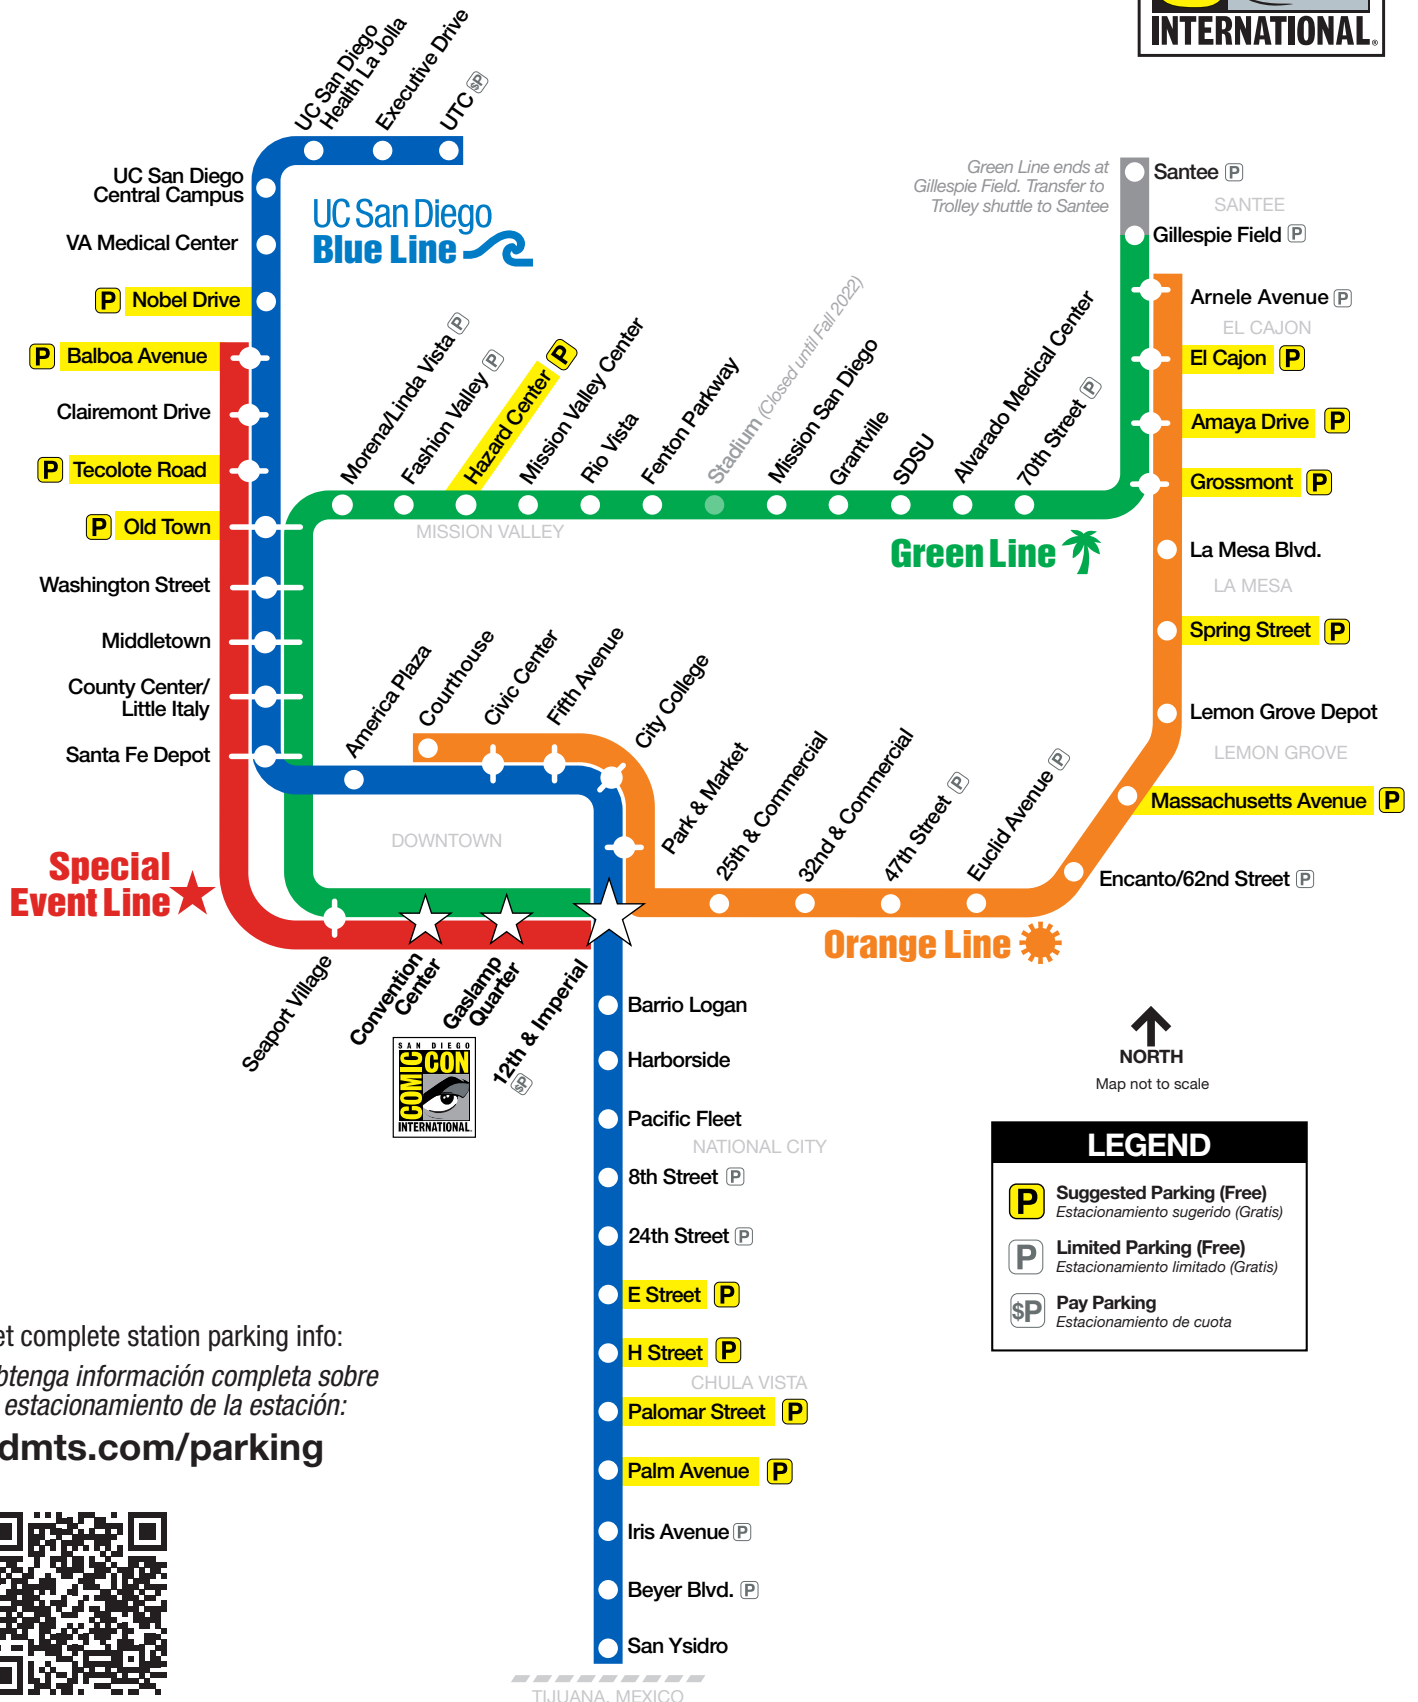 INTERNATIONAL®
UC San Diego
Health La Jolla
Executive Drive
UTC $P
UC San Diego
Central Campus
VA Medical Center
P Nobel Drive
P Balboa Avenue
Clairemont Drive
P Tecolote Road
P Old Town
Washington Street
Middletown
County Center/
Little Italy
Santa Fe Depot
UC San Diego
Blue Line
Green Line ends at
Gillespie Field. Transfer to
Trolley shuttle to Santee
Santee P
SANTEE
Gillespie Field P
Arnele Avenue P
EL CAJON
El Cajon P
Amaya Drive P
Grossmont P
La Mesa Blvd.
LA MESA
Spring Street P
Lemon Grove Depot
LEMON GROVE
Massachusetts Avenue P
Encanto/62nd Street P
Morena/Linda Vista P
Fashion Valley P
Hazard Center P
Mission Valley Center
Rio Vista
Fenton Parkway
Stadium (Closed until Fall 2022)
Mission San Diego
Grantville
SDSU
Alvarado Medical Center
70th Street P
MISSION VALLEY
Green Line
America Plaza
Courthouse
Civic Center
Fifth Avenue
City College
Park & Market
25th & Commercial
32nd & Commercial
47th Street P
Euclid Avenue P
DOWNTOWN
Special
Event Line
Orange Line
Seaport Village
Convention
Center
Gaslamp
Quarter
12th & Imperial
$P
SAN DIEGO
COMIC CON
INTERNATIONAL
Barrio Logan
Harborside
Pacific Fleet
NATIONAL CITY
8th Street P
24th Street P
E Street P
H Street P
CHULA VISTA
Palomar Street P
Palm Avenue P
Iris Avenue P
Beyer Blvd. P
San Ysidro
TIJUANA, MEXICO
NORTH
Map not to scale
LEGEND
P Suggested Parking (Free)
Estacionamiento sugerido (Gratis)
P Limited Parking (Free)
Estacionamiento limitado (Gratis)
$P Pay Parking
Estacionamiento de cuota
et complete station parking info:
btenga información completa sobre
estacionamiento de la estación:
dmts.com/parking